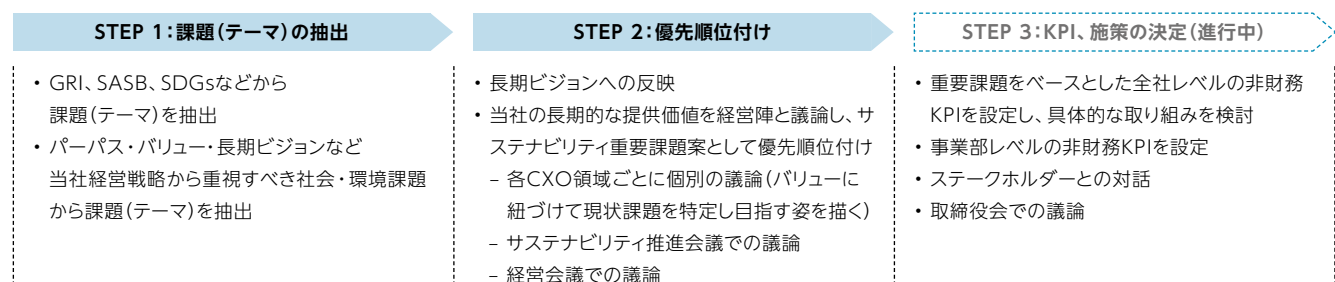 STEP 1：課題（テーマ）の抽出
・GRI、SASB、SDGsなどから
課題（テーマ）を抽出
・パーパス・バリュー・長期ビジョンなど
当社経営戦略から重視すべき社会・環境課題
から課題（テーマ）を抽出
STEP 2：優先順位付け
・長期ビジョンへの反映
・当社の長期的な提供価値を経営陣と議論し、サ
ステナビリティ重要課題案として優先順位付け
– 各CXO領域ごとに個別の議論（バリューに
紐づけて現状課題を特定し目指す姿を描く）
– サステナビリティ推進会議での議論
– 経営会議での議論
STEP 3：KPI、施策の決定（進行中）
・重要課題をベースとした全社レベルの非財務
KPIを設定し、具体的な取り組みを検討
・事業部レベルの非財務KPIを設定
・ステークホルダーとの対話
・取締役会での議論